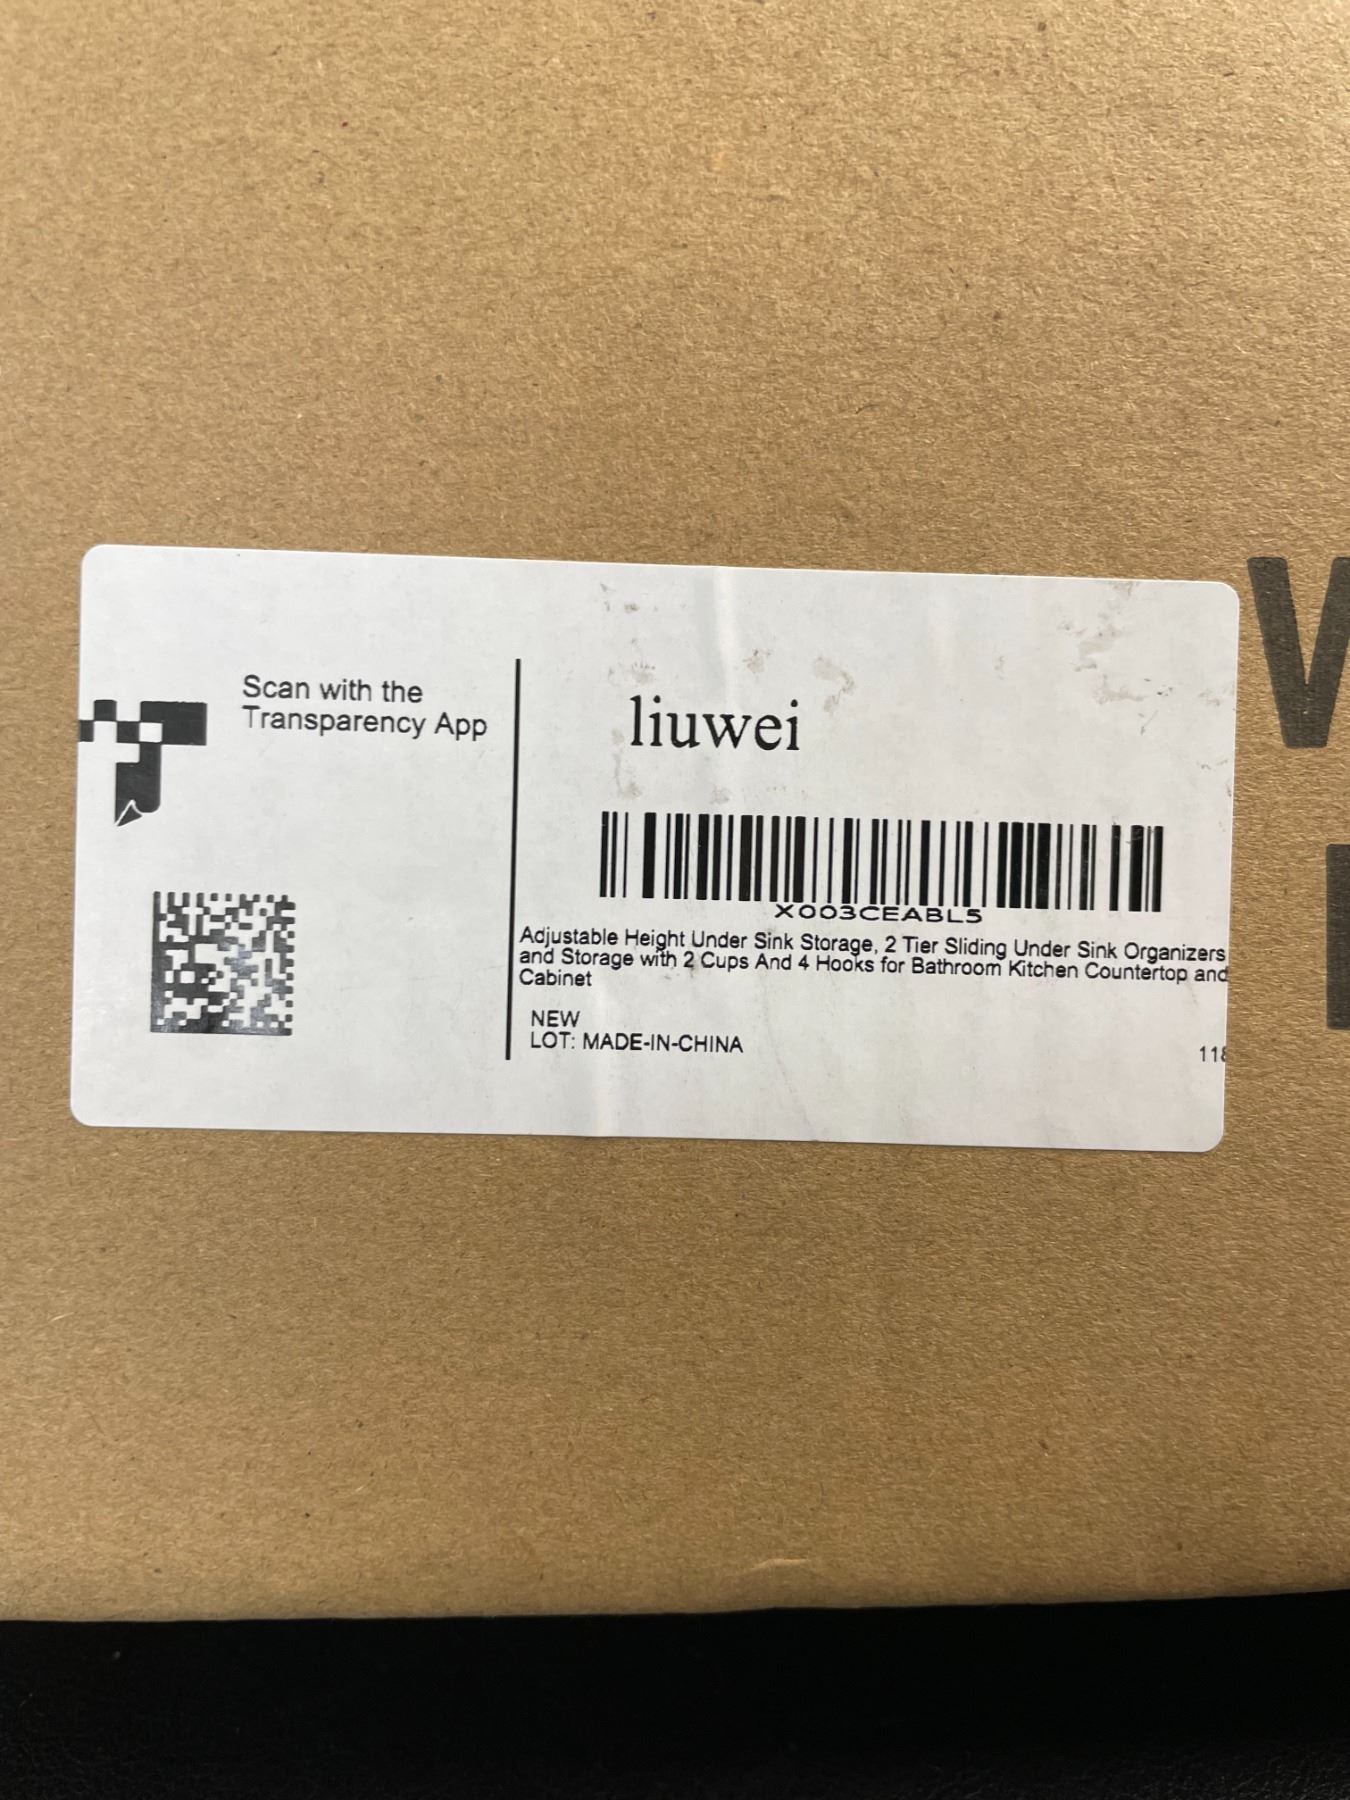 Scan with the
Transparency App
liuwei
X003CEABL5
Adjustable Height Under Sink Storage, 2 Tier Sliding Under Sink Organizers
and Storage with 2 Cups And 4 Hooks for Bathroom Kitchen Countertop and
Cabinet
NEW
LOT: MADE-IN-CHINA